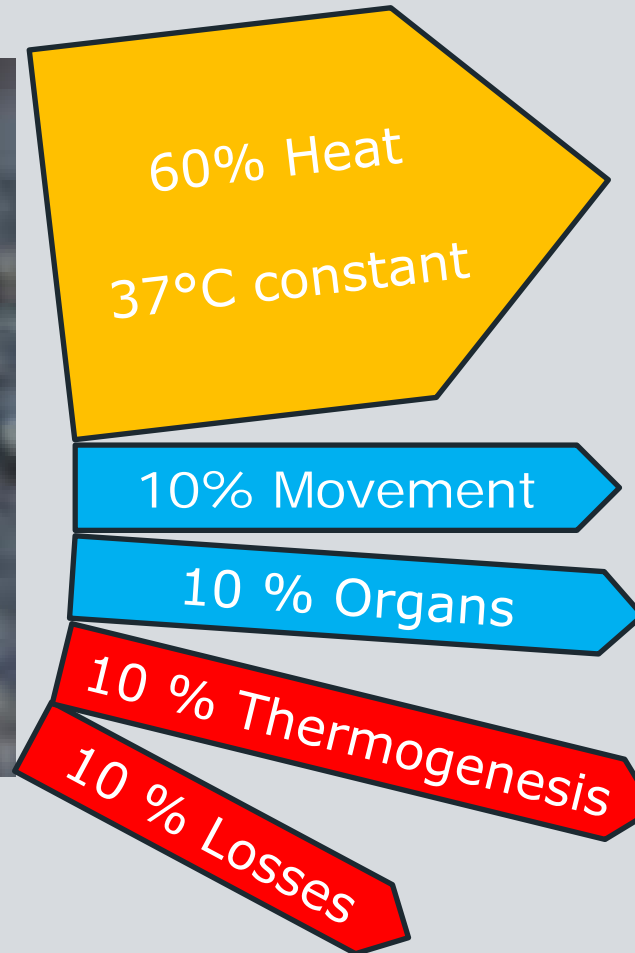 60% Heat
37°C constant
10% Movement
10 % Organs
10 % Thermogenesis
10 % Losses